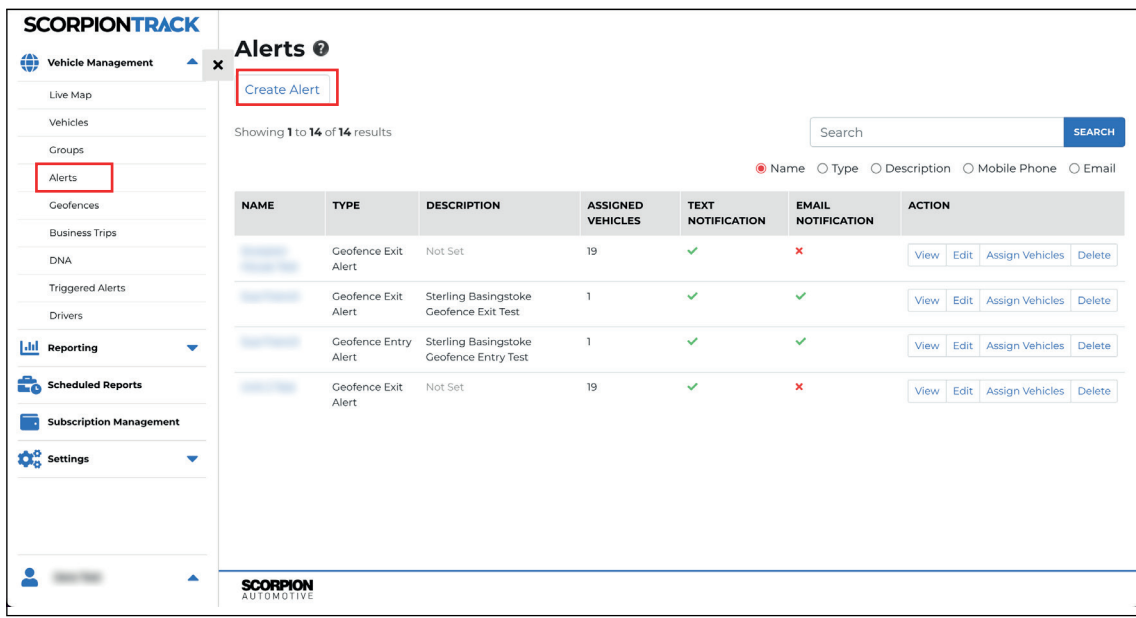 SCORPIONTRACK
Vehicle Management
Live Map
Vehicles
Groups
Alerts
Geofences
Business Trips
DNA
Triggered Alerts
Drivers
Reporting
Scheduled Reports
Subscription Management
Settings
Alerts ?
Create Alert
Showing 1 to 14 of 14 results
Search
SEARCH
Name Type Description Mobile Phone Email
NAME TYPE DESCRIPTION ASSIGNED VEHICLES TEXT NOTIFICATION EMAIL NOTIFICATION ACTION
Geofence Exit Alert Not Set 19 View Edit Assign Vehicles Delete
Geofence Exit Alert Sterling Basingstoke Geofence Exit Test 1 View Edit Assign Vehicles Delete
Geofence Entry Alert Sterling Basingstoke Geofence Entry Test 1 View Edit Assign Vehicles Delete
Geofence Exit Alert Not Set 19 View Edit Assign Vehicles Delete
SCORPION
AUTOMOTIVE